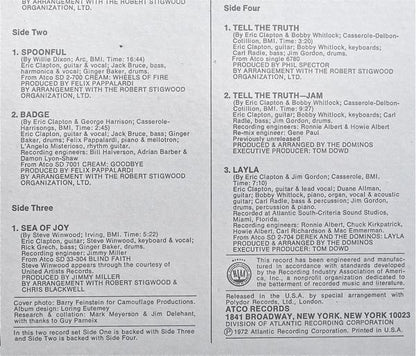 ARRANGEMENT WITH THE ROBERT STIGWOOD
ORGANIZATION, LTD.
Side Two
1. SPOONFUL
(By Willie Dixon; Arc, BMI, Time: 16:44)
Eric Clapton, guitar & vocal; Jack Bruce, bass,
harmonica & vocal; Ginger Baker, drums.
From Atco SD 2-700 CREAM: WHEELS OF FIRE
PRODUCED BY FELIX PAPPALARDI
BY ARRANGEMENT WITH THE ROBERT STIGWOOD
ORGANIZATION, LTD.
2. BADGE
(By Eric Clapton & George Harrison; Casserole-
Harrisongs, BMI, Time: 2:45)
Eric Clapton, guitar & vocal; Jack Bruce, bass; Ginger
Baker, drums; Felix Pappalardi, piano & mellotron;
L'Angelo Misterioso, rhythm guitar.
Recording engineers: Bill Halverson, Adrian Barber &
Damon Lyon-Shaw
From Atco SD 7001 CREAM: GOODBYE
PRODUCED BY FELIX PAPPALARDI
BY ARRANGEMENT WITH THE ROBERT STIGWOOD
ORGANIZATION, LTD.
Side Three
1. SEA OF JOY
(By Steve Winwood; Irving, BMI, Time: 5:22)
Eric Clapton, guitar; Steve Winwood, keyboard & vocal;
Rick Grech, bass; Ginger Baker, drums.
Recording engineer: Jimmy Miller
From Atco SD 33-304 BLIND FAITH
Steve Winwood appears through the courtesy of
United Artists Records.
PRODUCED BY JIMMY MILLER
BY ARRANGEMENT WITH ROBERT STIGWOOD &
CHRIS BLACKWELL
Cover photo: Barry Feinstein for Camouflage Productions.
Album design: Loring Eutemey
Research & collation: Mark Meyerson & Jim Delehant,
with thanks to Guy Pameix
In this two record set Side One is backed with Side Three
and Side Two is backed with Side Four.
Side Four
1. TELL THE TRUTH
(By Eric Clapton & Bobby Whitlock; Casserole-Delbon-
Cotillion, BMI, Time: 3:20)
Eric Clapton, guitar; Bobby Whitlock, keyboards;
Carl Radle, bass; Jim Gordon, drums.
From Atco single 6780
PRODUCED BY PHIL SPECTOR
BY ARRANGEMENT WITH THE ROBERT STIGWOOD
ORGANIZATION, LTD.
2. TELL THE TRUTH—JAM
(By Eric Clapton & Bobby Whitlock; Casserole-Delbon-
Cotillion, BMI, Time: 9:27)
Eric Clapton, guitar; Bobby Whitlock, keyboards; Carl
Radle, bass; Jim Gordon, drums.
Recording engineers: Ronnie Albert & Howie Albert
Re-mix engineer: Gene Paul
Previously unreleased
PRODUCED BY THE DOMINOS
EXECUTIVE PRODUCER: TOM DOWD
3. LAYLA
(By Eric Clapton & Jim Gordon; Casserole, BMI,
Time: 7:10)
Eric Clapton, guitar & lead vocal; Duane Allman,
guitar; Bobby Whitlock, piano, organ, vocal & acoustic
guitar; Carl Radle, bass & percussion; Jim Gordon,
drums, percussion & piano.
Recorded at Atlantic South-Criteria Sound Studios,
Miami, Florida.
Recording engineers: Ronnie Albert, Chuck Kirkpatrick,
Howie Albert, Carl Richardson & Mac Emmerman
From Atco SD 2-704 DEREK AND THE DOMINOS: LAYLA
PRODUCED BY THE DOMINOS
EXECUTIVE PRODUCER: TOM DOWD
This record has been engineered and manufac-
tured in accordance with standards developed
by the Recording Industry Association of Ameri-
ca, Inc., a nonprofit organization dedicated to
the betterment of recorded music and literature.
Released in the U.S.A. by special arrangement with
Polydor Records, Ltd., London.
ATCO RECORDS
1841 BROADWAY, NEW YORK, NEW YORK 10023
DIVISION OF ATLANTIC RECORDING CORPORATION
Ⓟ 1972 Atlantic Recording Corporation. Printed in U.S.A.